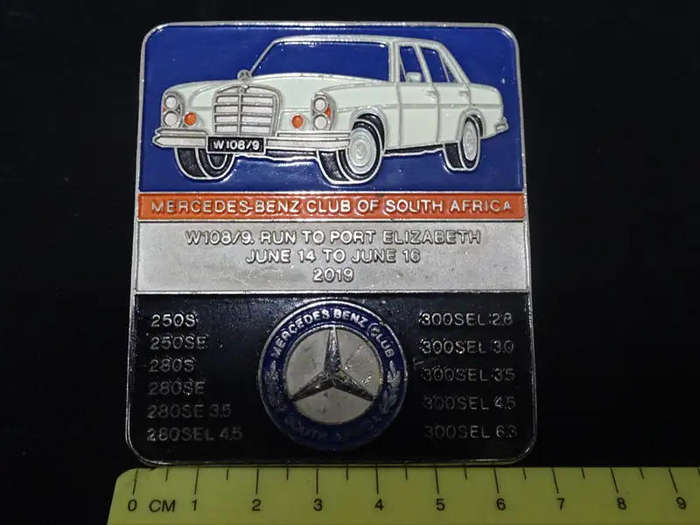 W108/9
MERCEDES-BENZ CLUB OF SOUTH AFRICA
W108/9. RUN TO PORT ELIZABETH
JUNE 14 TO JUNE 16
2019
250S
250SE
280S
280SE
280SE 3.5
280SEL 4.5
MERCEDES BENZ CLUB
SOUTH
300SEL 2.8
300SEL 3.0
300SEL 3.5
300SEL 4.5
300SEL 6.3
0 CM 1 2 3 4 5 6 7 8 9